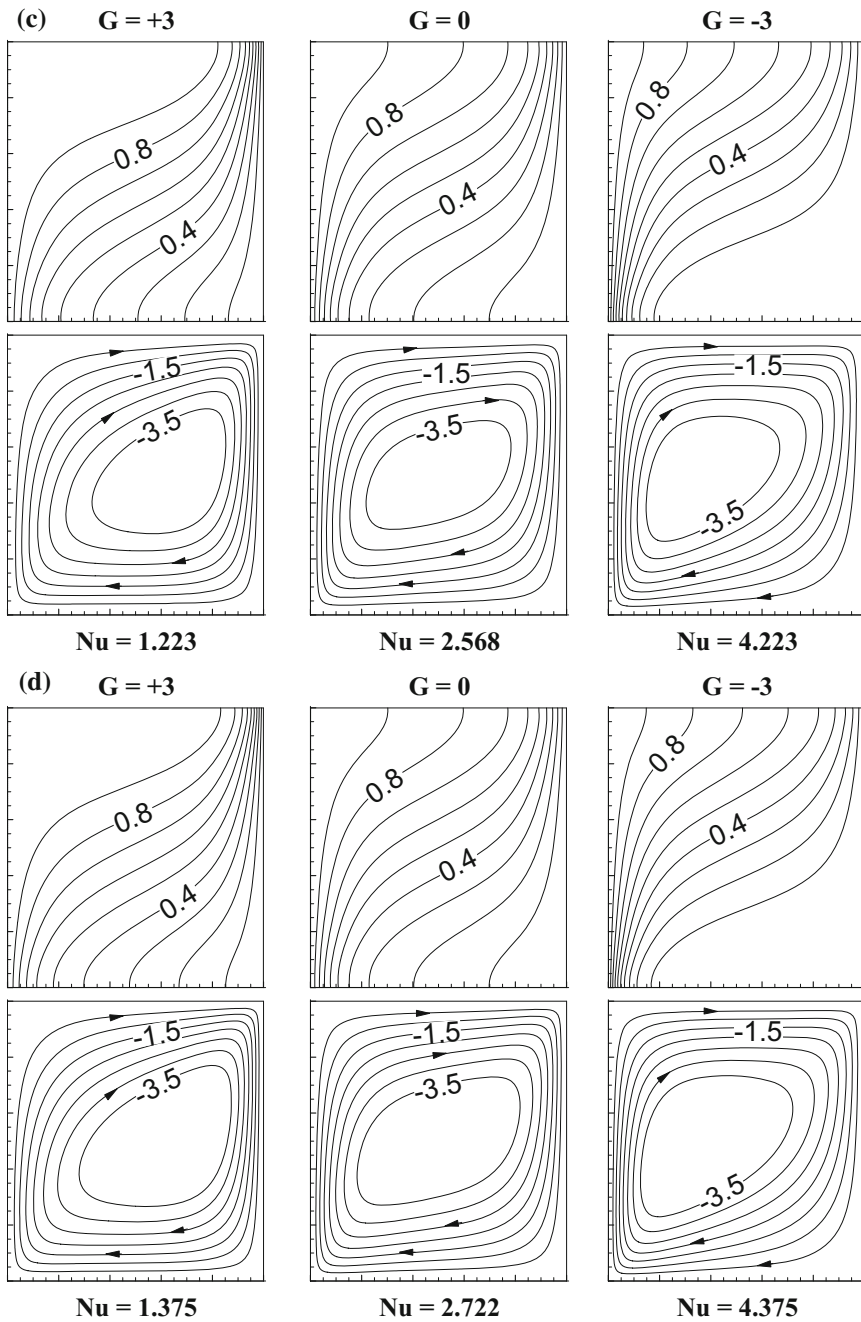 (c) G = +3 G = 0 G = -3
0.8 0.8 0.8
0.4 0.4 0.4
-1.5 -1.5 -1.5
-3.5 -3.5 -3.5
Nu = 1.223 Nu = 2.568 Nu = 4.223
(d) G = +3 G = 0 G = -3
0.8 0.8 0.8
0.4 0.4 0.4
-1.5 -1.5 -1.5
-3.5 -3.5 -3.5
Nu = 1.375 Nu = 2.722 Nu = 4.375